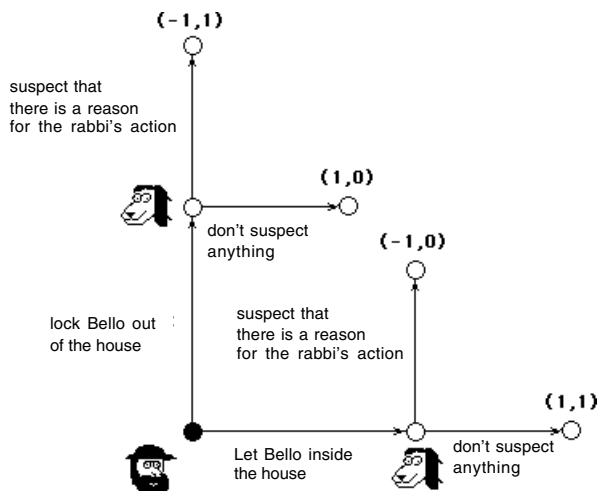 (-1,1)
suspect that
there is a reason
for the rabbi's action
(1,0)
don't suspect
anything
(-1,0)
lock Bello out
of the house
suspect that
there is a reason
for the rabbi's action
(1,1)
Let Bello inside
the house
don't suspect
anything